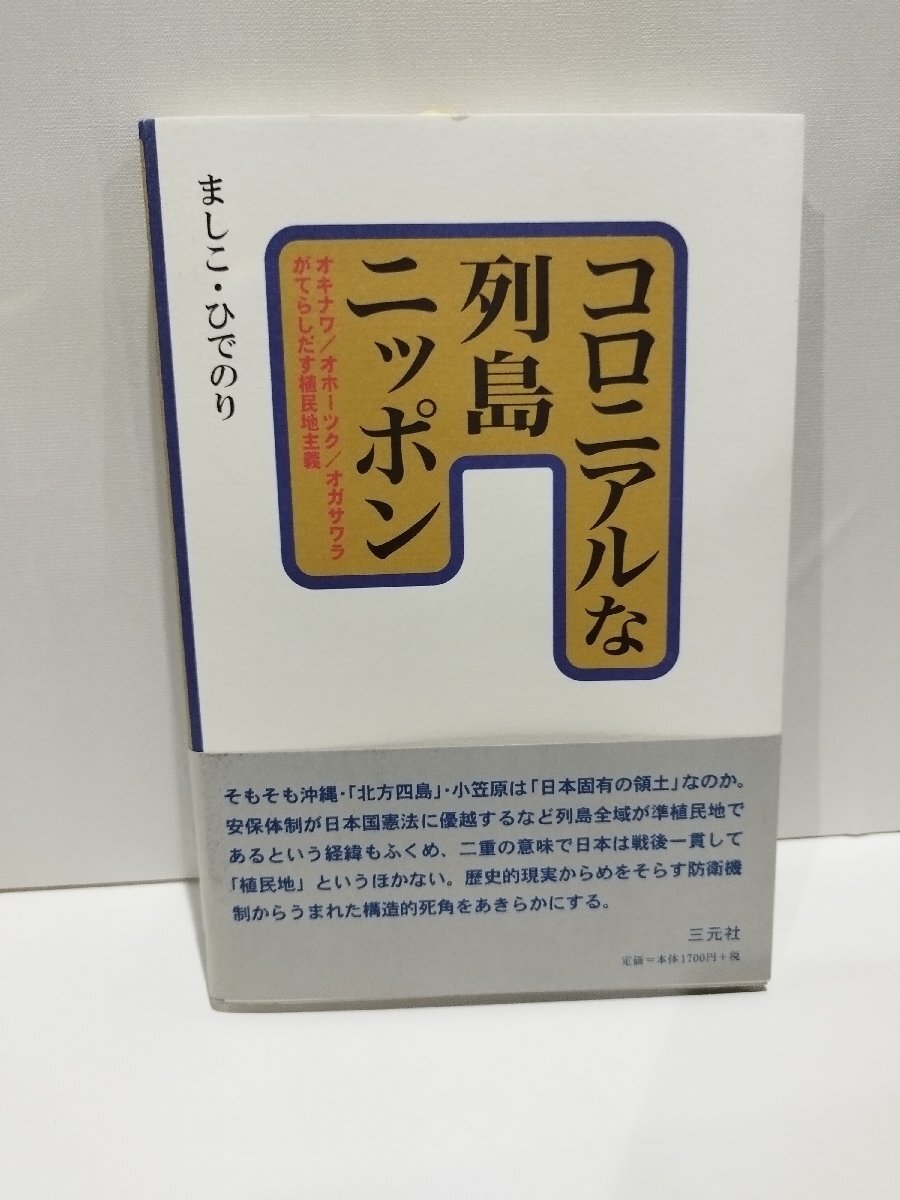 コロニアルな
列島
ニッポン
オキナワ/オホーツク/オガサワラ
がてらしだす植民地主義
ましこ・ひでのり
そもそも沖縄・「北方四島」・小笠原は「日本固有の領土」なのか。
安保体制が日本国憲法に優越するなど列島全域が準植民地で
あるという経緯もふくめ、二重の意味で日本は戦後一貫して
「植民地」というほかない。歴史的現実からめをそらす防衛機
制からうまれた構造的死角をあきらかにする。
三元社
定価=本体1700円+税